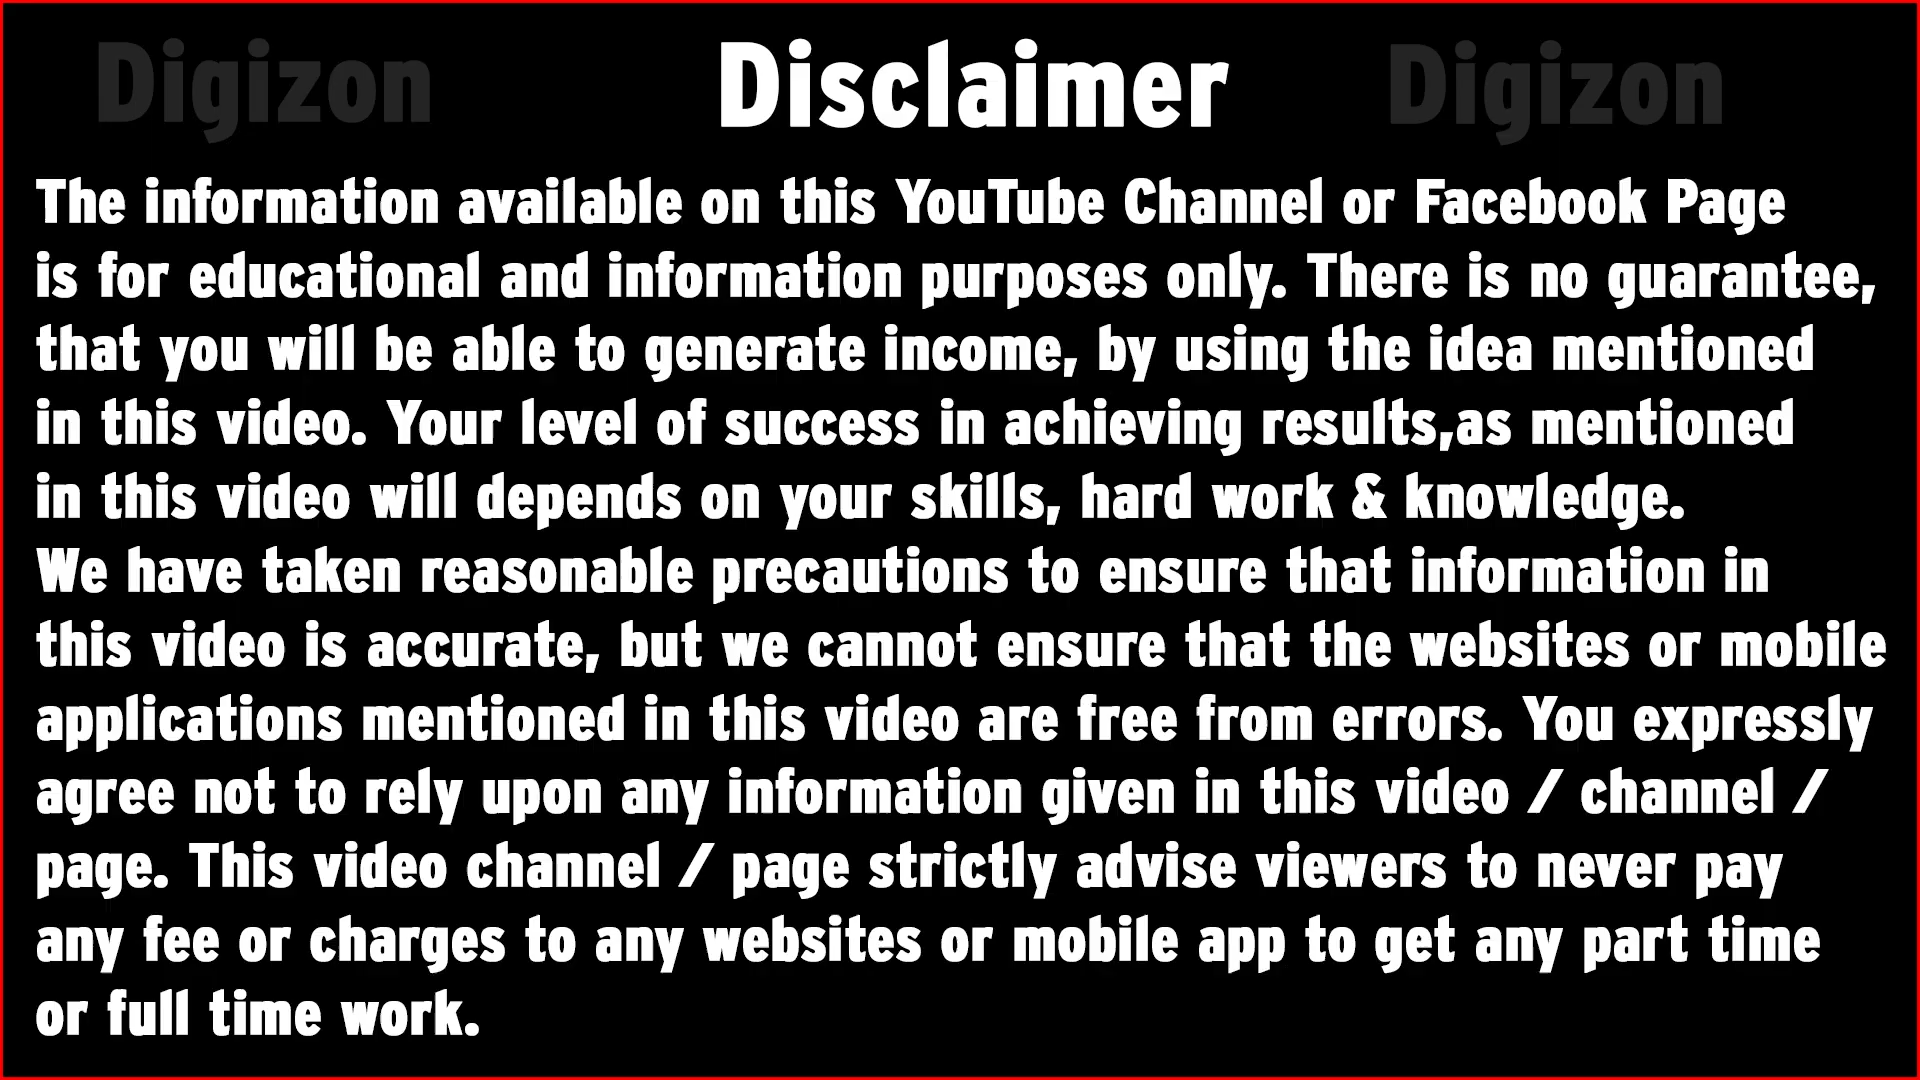 Digizon Disclaimer Digizon
The information available on this YouTube Channel or Facebook Page
is for educational and information purposes only. There is no guarantee,
that you will be able to generate income, by using the idea mentioned
in this video. Your level of success in achieving results,as mentioned
in this video will depends on your skills, hard work & knowledge.
We have taken reasonable precautions to ensure that information in
this video is accurate, but we cannot ensure that the websites or mobile
applications mentioned in this video are free from errors. You expressly
agree not to rely upon any information given in this video / channel /
page. This video channel / page strictly advise viewers to never pay
any fee or charges to any websites or mobile app to get any part time
or full time work.